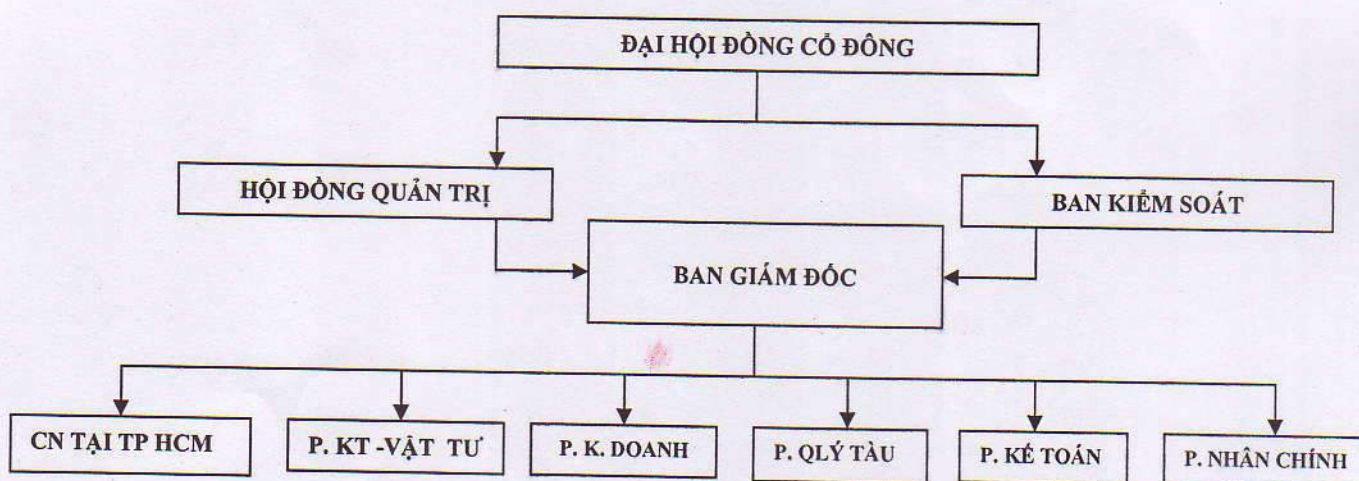 ĐẠI HỘI ĐỒNG CỔ ĐÔNG
HỘI ĐỒNG QUẢN TRỊ
BAN KIỂM SOÁT
BAN GIÁM ĐỐC
CN TẠI TP HCM
P. KT -VẬT TƯ
P. K. DOANH
P. QLÝ TÀU
P. KẾ TOÁN
P. NHÂN CHÍNH